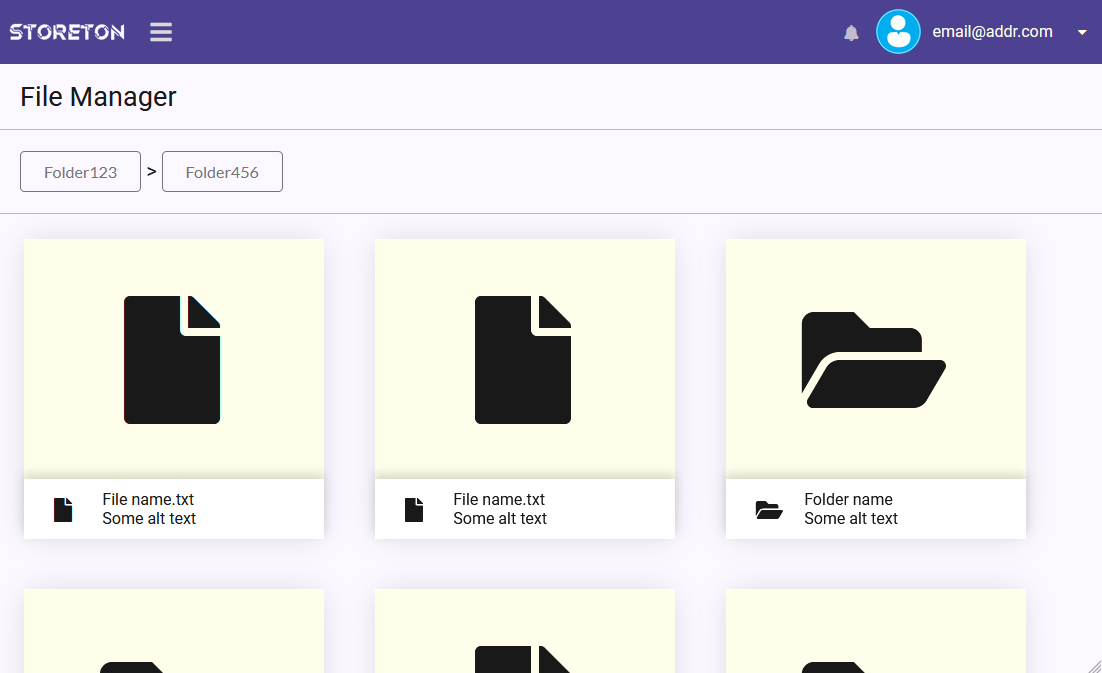 STORETON
email@addr.com
File Manager
Folder123 > Folder456
File name.txt
Some alt text
File name.txt
Some alt text
Folder name
Some alt text